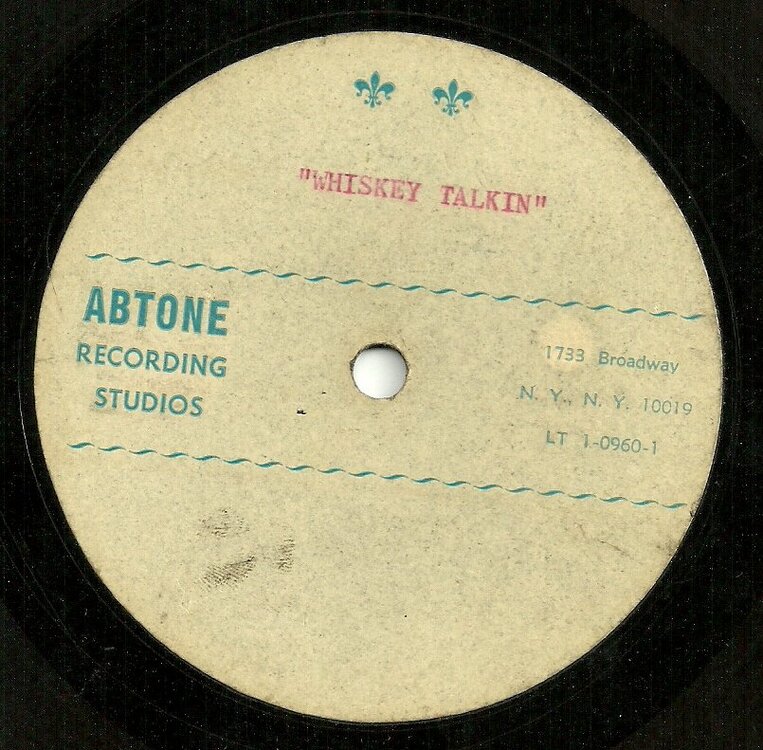 "WHISKEY TALKIN"
ABTONE
RECORDING
STUDIOS
1733 Broadway
N. Y., N. Y. 10019
LT 1-0960-1